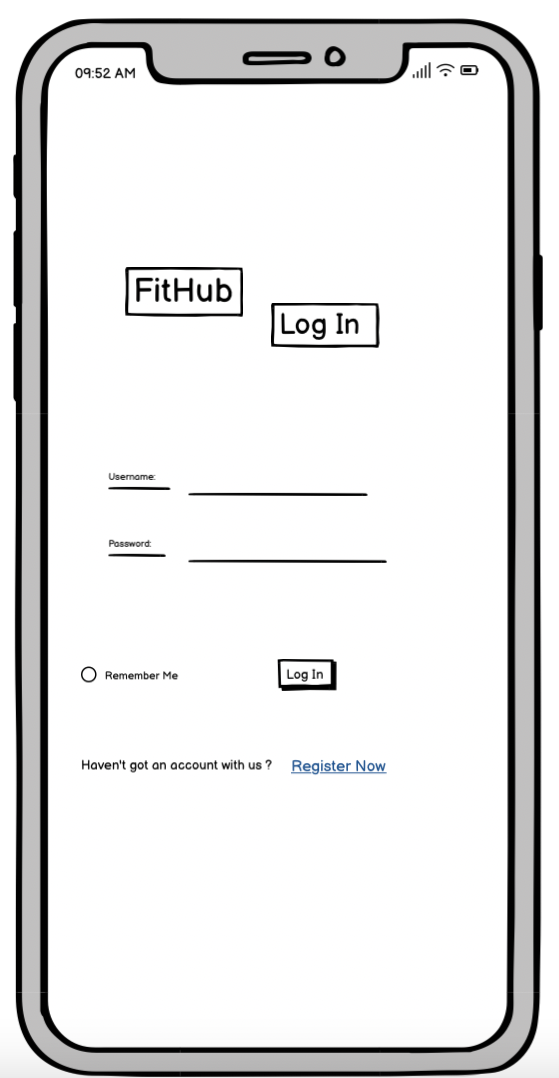 09:52 AM
FitHub
Log In
Username:
Password:
Remember Me
Log In
Haven't got an account with us ? Register Now